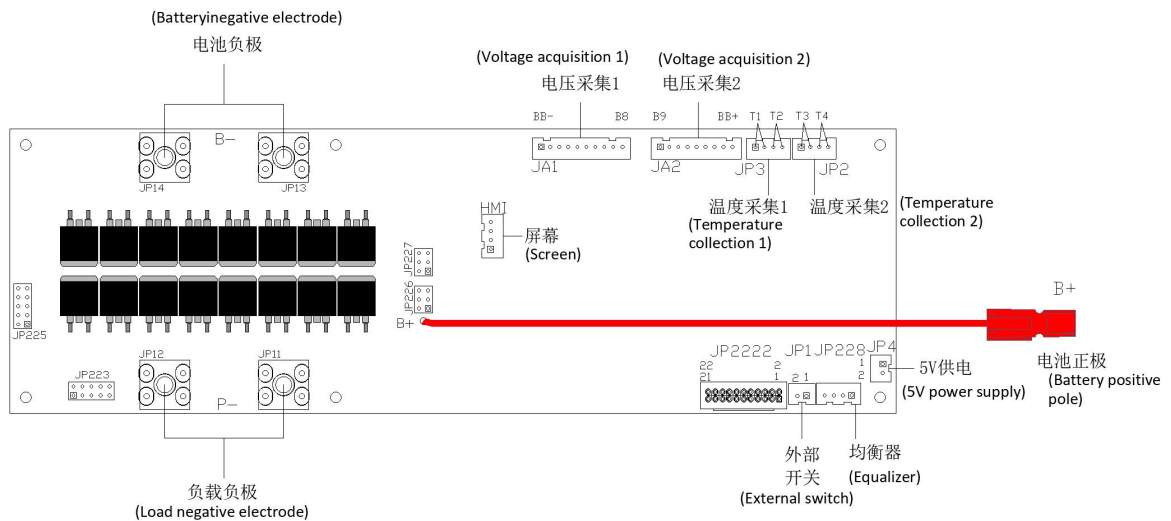 (Batteryinegative electrode)
电池负极
(Voltage acquisition 1)
电压采集1
(Voltage acquisition 2)
电压采集2
BB- B8
B9 BB+
T1 T2
T3 T4
B-
JP14
JP13
JA1
JA2
JP3
JP2
温度采集1
(Temperature
collection 1)
温度采集2
(Temperature
collection 2)
HMI
屏幕
(Screen)
JP227
JP226
JP225
B+
B+
电池正极
(Battery positive
pole)
JP12
JP11
JP223
P-
JP2222
22
21
2
1
JP1
2 1
JP228
JP4
1
2
5V供电
(5V power supply)
外部
开关
(External switch)
均衡器
(Equalizer)
负载负极
(Load negative electrode)